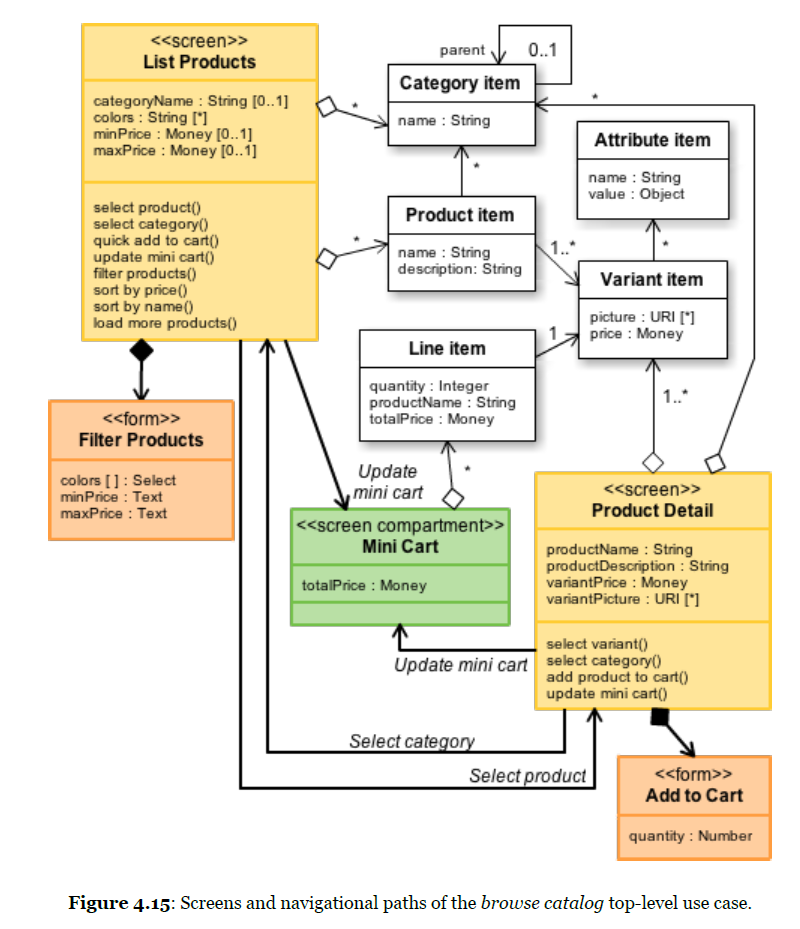 <<screen>>
List Products
categoryName : String [0..1]
colors : String [*]
minPrice : Money [0..1]
maxPrice : Money [0..1]
select product()
select category()
quick add to cart()
update mini cart()
filter products()
sort by price()
sort by name()
load more products()
parent
0..1
Category item
name : String
*
*
*
Attribute item
name : String
value : Object
Product item
name : String
description: String
*
1..*
*
Variant item
picture : URI [*]
price : Money
Line item
quantity : Integer
productName : String
totalPrice : Money
1
1..*
<<form>>
Filter Products
colors [ ] : Select
minPrice : Text
maxPrice : Text
Update
mini cart
*
<<screen compartment>>
Mini Cart
totalPrice : Money
<<screen>>
Product Detail
productName : String
productDescription : String
variantPrice : Money
variantPicture : URI [*]
select variant()
select category()
add product to cart()
update mini cart()
Update mini cart
Select category
Select product
<<form>>
Add to Cart
quantity : Number
Figure 4.15: Screens and navigational paths of the browse catalog top-level use case.